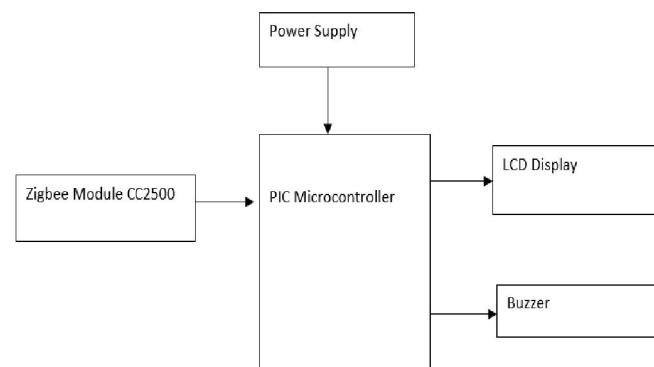 Power Supply
Zigbee Module CC2500
PIC Microcontroller
LCD Display
Buzzer